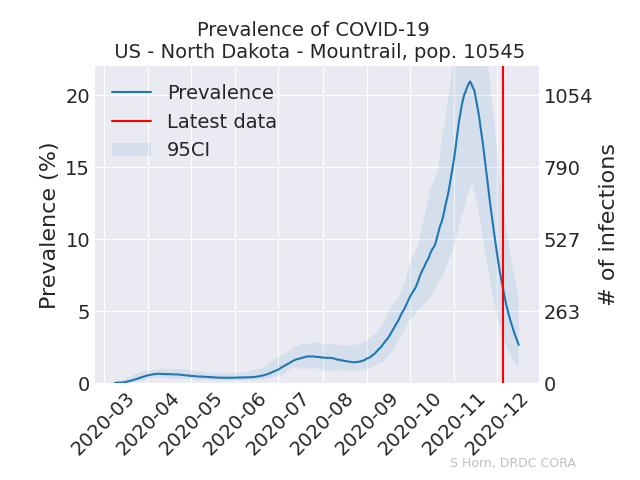 Prevalence of COVID-19
US - North Dakota - Mountrail, pop. 10545
Prevalence
Latest data
95CI
Prevalence (%)
20
15
10
5
0
1054
790
527
263
0
# of infections
2020-03
2020-04
2020-05
2020-06
2020-07
2020-08
2020-09
2020-10
2020-11
2020-12
S Horn, DRDC CORA